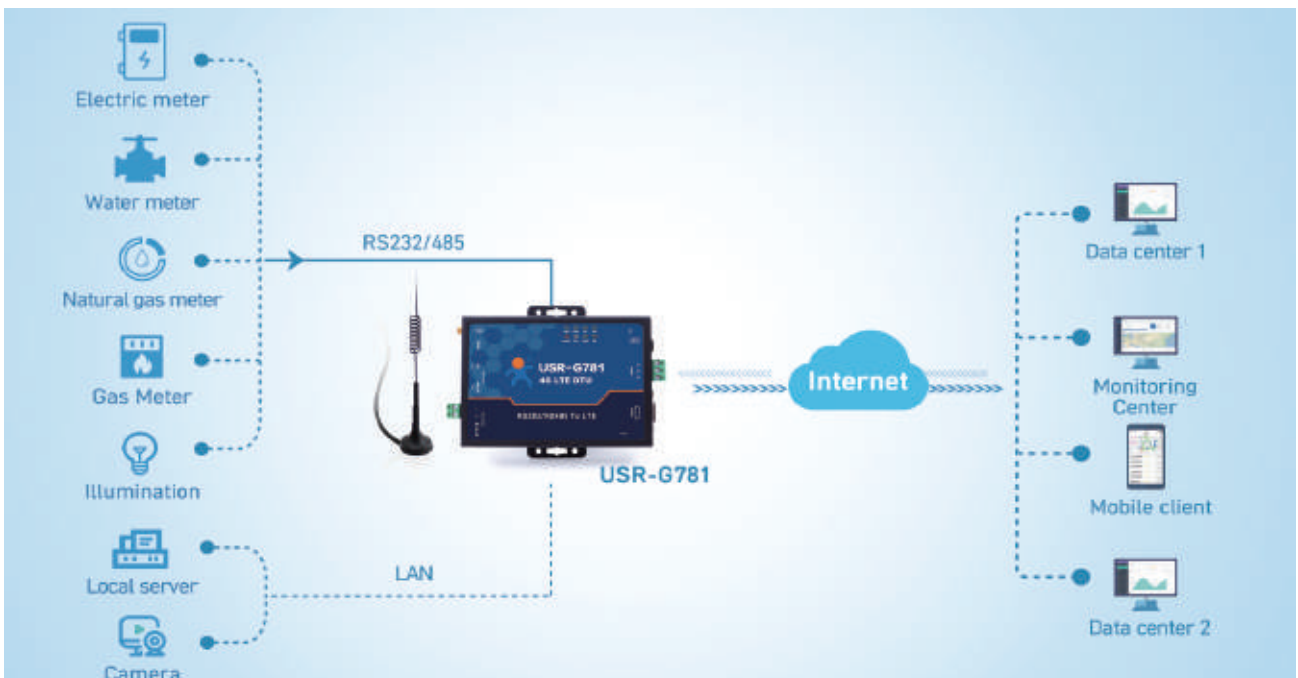 Electric meter
Water meter
Natural gas meter
Gas Meter
Illumination
Local server
Camera
RS232/485
USR-G781
4G LTE DTU
USR-G781
LAN
Internet
Data center 1
Monitoring
Center
Mobile client
Data center 2